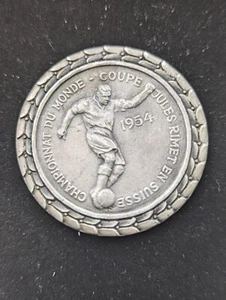 CHAMPIONNAT DU MONDE - COUPE JULES RIMET EN SUISSE
1954